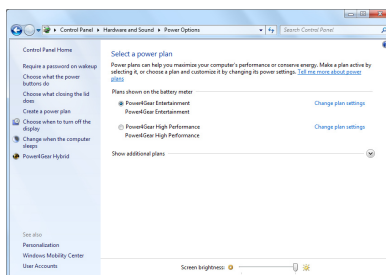 Control Panel ▸ Hardware and Sound ▸ Power Options
Search Control Panel
Control Panel Home
Require a password on wakeup
Choose what the power
buttons do
Choose what closing the lid
does
Create a power plan
Choose when to turn off the
display
Change when the computer
sleeps
Power4Gear Hybrid
See also
Personalization
Windows Mobility Center
User Accounts
Select a power plan
Power plans can help you maximize your computer's performance or conserve energy. Make a plan active by
selecting it, or choose a plan and customize it by changing its power settings. Tell me more about power
plans
Plans shown on the battery meter
Power4Gear Entertainment Change plan settings
Power4Gear Entertainment
Power4Gear High Performance Change plan settings
Power4Gear High Performance
Show additional plans
Screen brightness: